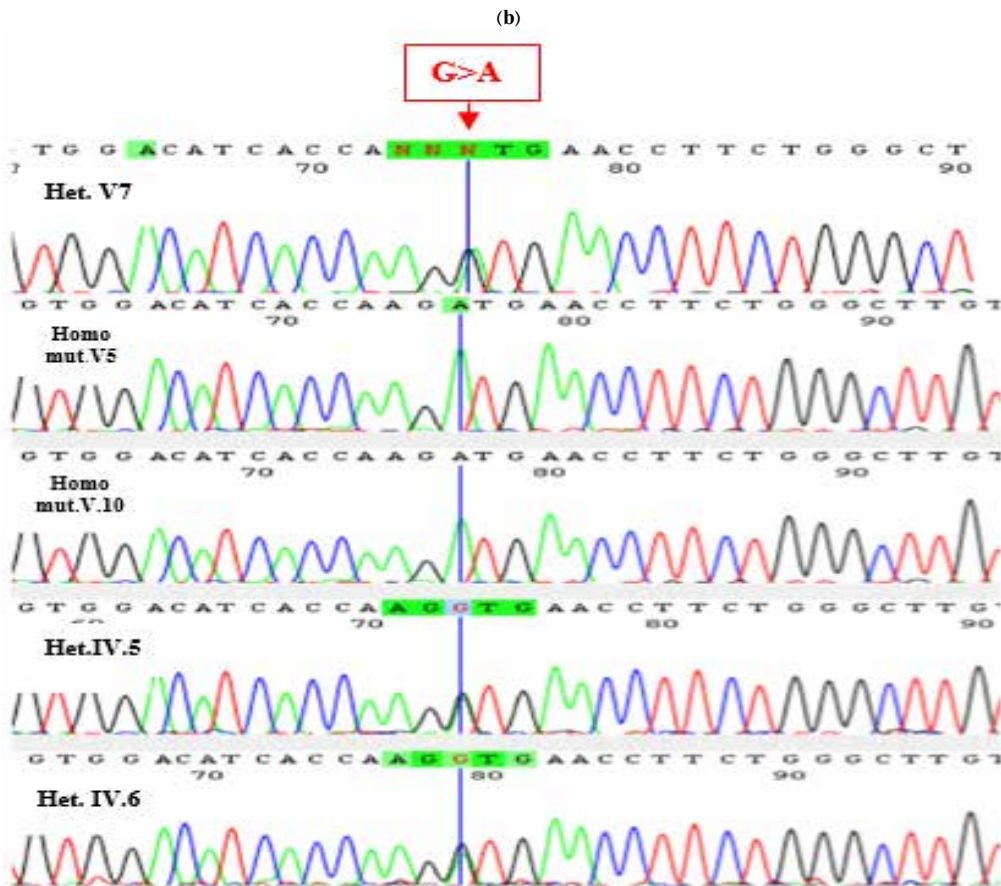 (b)
G>A
T G G A C A T C A C C A N N N T G A A C C T T C T G G G C T
70 80 90
Het. V7
G T G G A C A T C A C C A A G A T G A A C C T T C T G G G C T T G T
70 80 90
Homo
mut.V5
G T G G A C A T C A C C A A G A T G A A C C T T C T G G G C T T G T
70 80 90
Homo
mut.V.10
G T G G A C A T C A C C A A G G T G A A C C T T C T G G G C T T G
70 80 90
Het.IV.5
G T G G A C A T C A C C A A G G T G A A C C T T C T G G G C T T G T
70 80 90
Het. IV.6